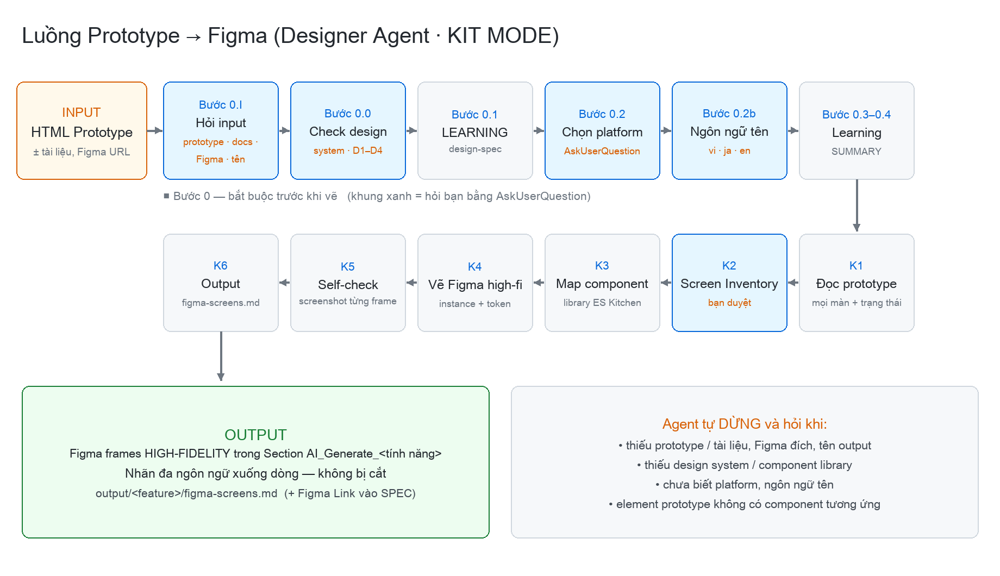 Luồng Prototype → Figma (Designer Agent · KIT MODE)
INPUT
HTML Prototype
± tài liệu, Figma URL
Bước 0.I
Hỏi input
prototype · docs ·
Figma · tên
Bước 0.0
Check design
system · D1–D4
Bước 0.1
LEARNING
design-spec
Bước 0.2
Chọn platform
AskUserQuestion
Bước 0.2b
Ngôn ngữ tên
vi · ja · en
Bước 0.3–0.4
Learning
SUMMARY
■ Bước 0 — bắt buộc trước khi vẽ (khung xanh = hỏi bạn bằng AskUserQuestion)
K6
Output
figma-screens.md
K5
Self-check
screenshot từng frame
K4
Vẽ Figma high-fi
instance + token
K3
Map component
library ES Kitchen
K2
Screen Inventory
bạn duyệt
K1
Đọc prototype
mọi màn + trạng thái
OUTPUT
Figma frames HIGH-FIDELITY trong Section AI_Generate_<tính năng>
Nhãn đa ngôn ngữ xuống dòng — không bị cắt
output/<feature>/figma-screens.md (+ Figma Link vào SPEC)
Agent tự DỪNG và hỏi khi:
• thiếu prototype / tài liệu, Figma đích, tên output
• thiếu design system / component library
• chưa biết platform, ngôn ngữ tên
• element prototype không có component tương ứng